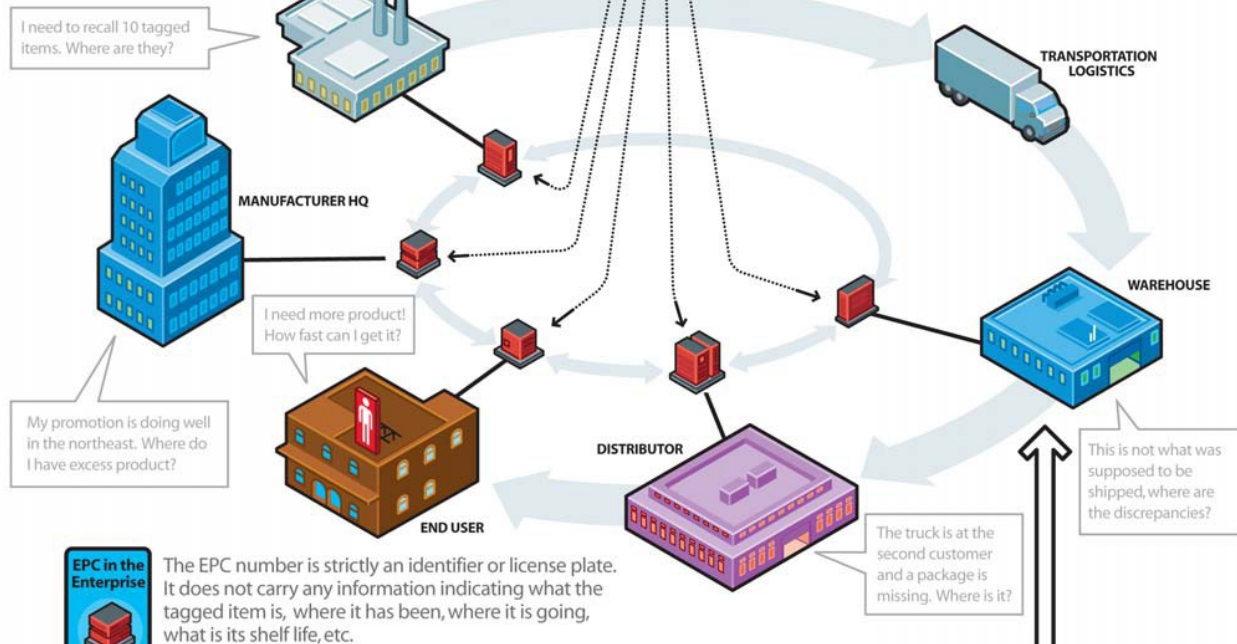 I need to recall 10 tagged
items. Where are they?
TRANSPORTATION
LOGISTICS
MANUFACTURER HQ
WAREHOUSE
I need more product!
How fast can I get it?
My promotion is doing well
in the northeast. Where do
I have excess product?
DISTRIBUTOR
This is not what was
supposed to be
shipped, where are
the discrepancies?
END USER
The truck is at the
second customer
and a package is
missing. Where is it?
EPC in the
Enterprise
The EPC number is strictly an identifier or license plate.
It does not carry any information indicating what the
tagged item is, where it has been, where it is going,
what is its shelf life, etc.